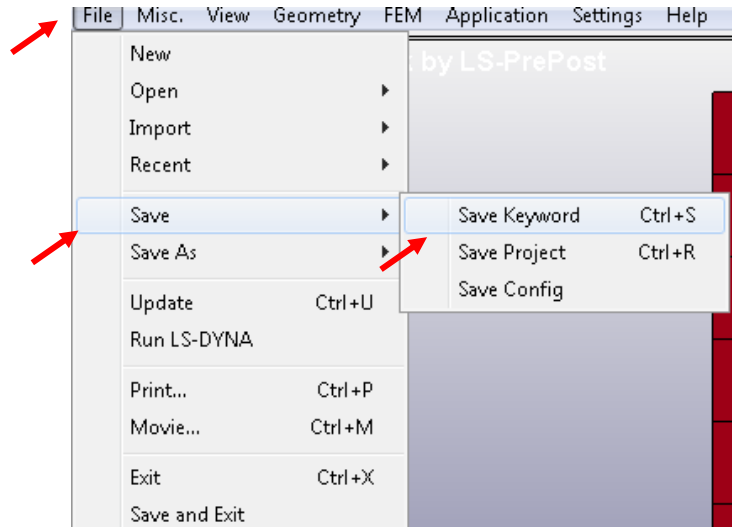 File Misc. View Geometry FEM Application Settings Help
by LS-PrePost
New
Open
Import
Recent
Save
Save Keyword Ctrl+S
Save As
Save Project Ctrl+R
Save Config
Update Ctrl+U
Run LS-DYNA
Print... Ctrl+P
Movie... Ctrl+M
Exit Ctrl+X
Save and Exit